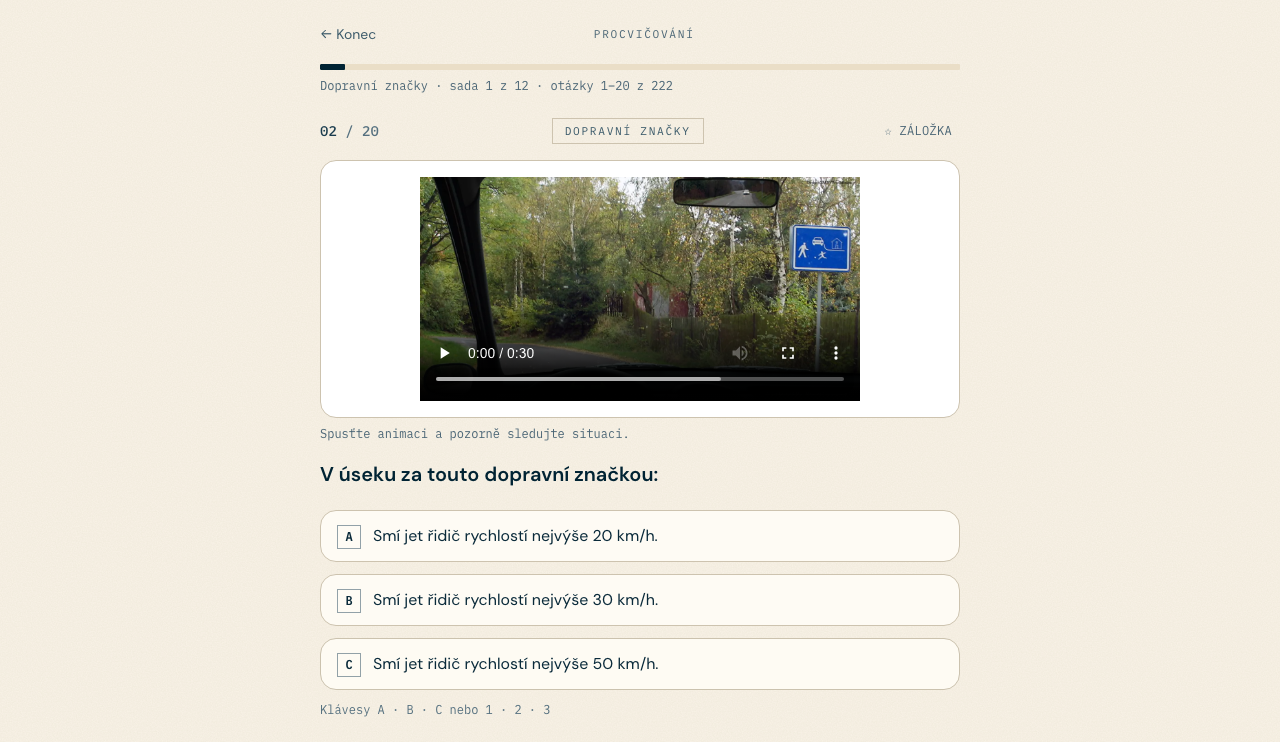 ← Konec
PROCVIČOVÁNÍ
Dopravní značky · sada 1 z 12 · otázky 1–20 z 222
02 / 20
DOPRAVNÍ ZNAČKY
☆ ZÁLOŽKA
0:00 / 0:30
Spusťte animaci a pozorně sledujte situaci.
V úseku za touto dopravní značkou:
A Smí jet řidič rychlostí nejvýše 20 km/h.
B Smí jet řidič rychlostí nejvýše 30 km/h.
C Smí jet řidič rychlostí nejvýše 50 km/h.
Klávesy A · B · C nebo 1 · 2 · 3